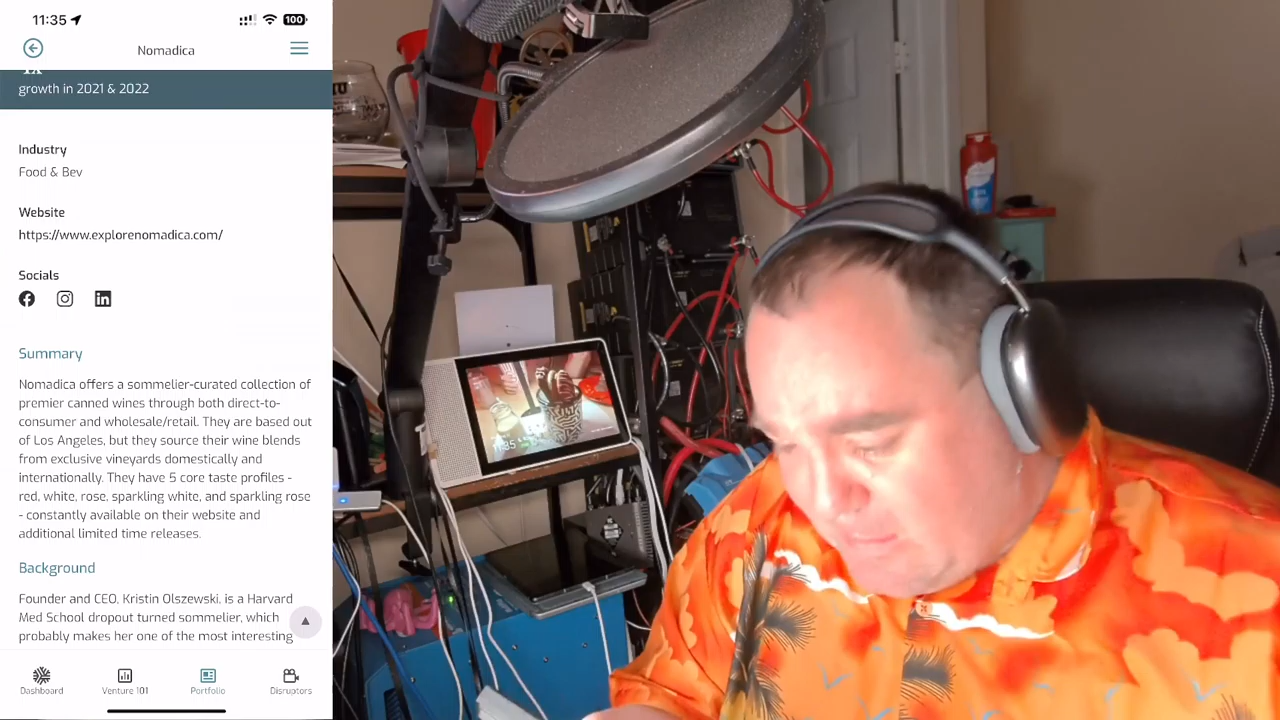 11:35
100
Nomadica
growth in 2021 & 2022
Industry
Food & Bev
Website
https://www.explorenomadica.com/
Socials
Summary
Nomadica offers a sommelier-curated collection of
premier canned wines through both direct-to-
consumer and wholesale/retail. They are based out
of Los Angeles, but they source their wine blends
from exclusive vineyards domestically and
internationally. They have 5 core taste profiles -
red, white, rose, sparkling white, and sparkling rose
- constantly available on their website and
additional limited time releases.
Background
Founder and CEO, Kristin Olszewski, is a Harvard
Med School dropout turned sommelier, which
probably makes her one of the most interesting
Dashboard
Venture 101
Portfolio
Disruptors
11:35